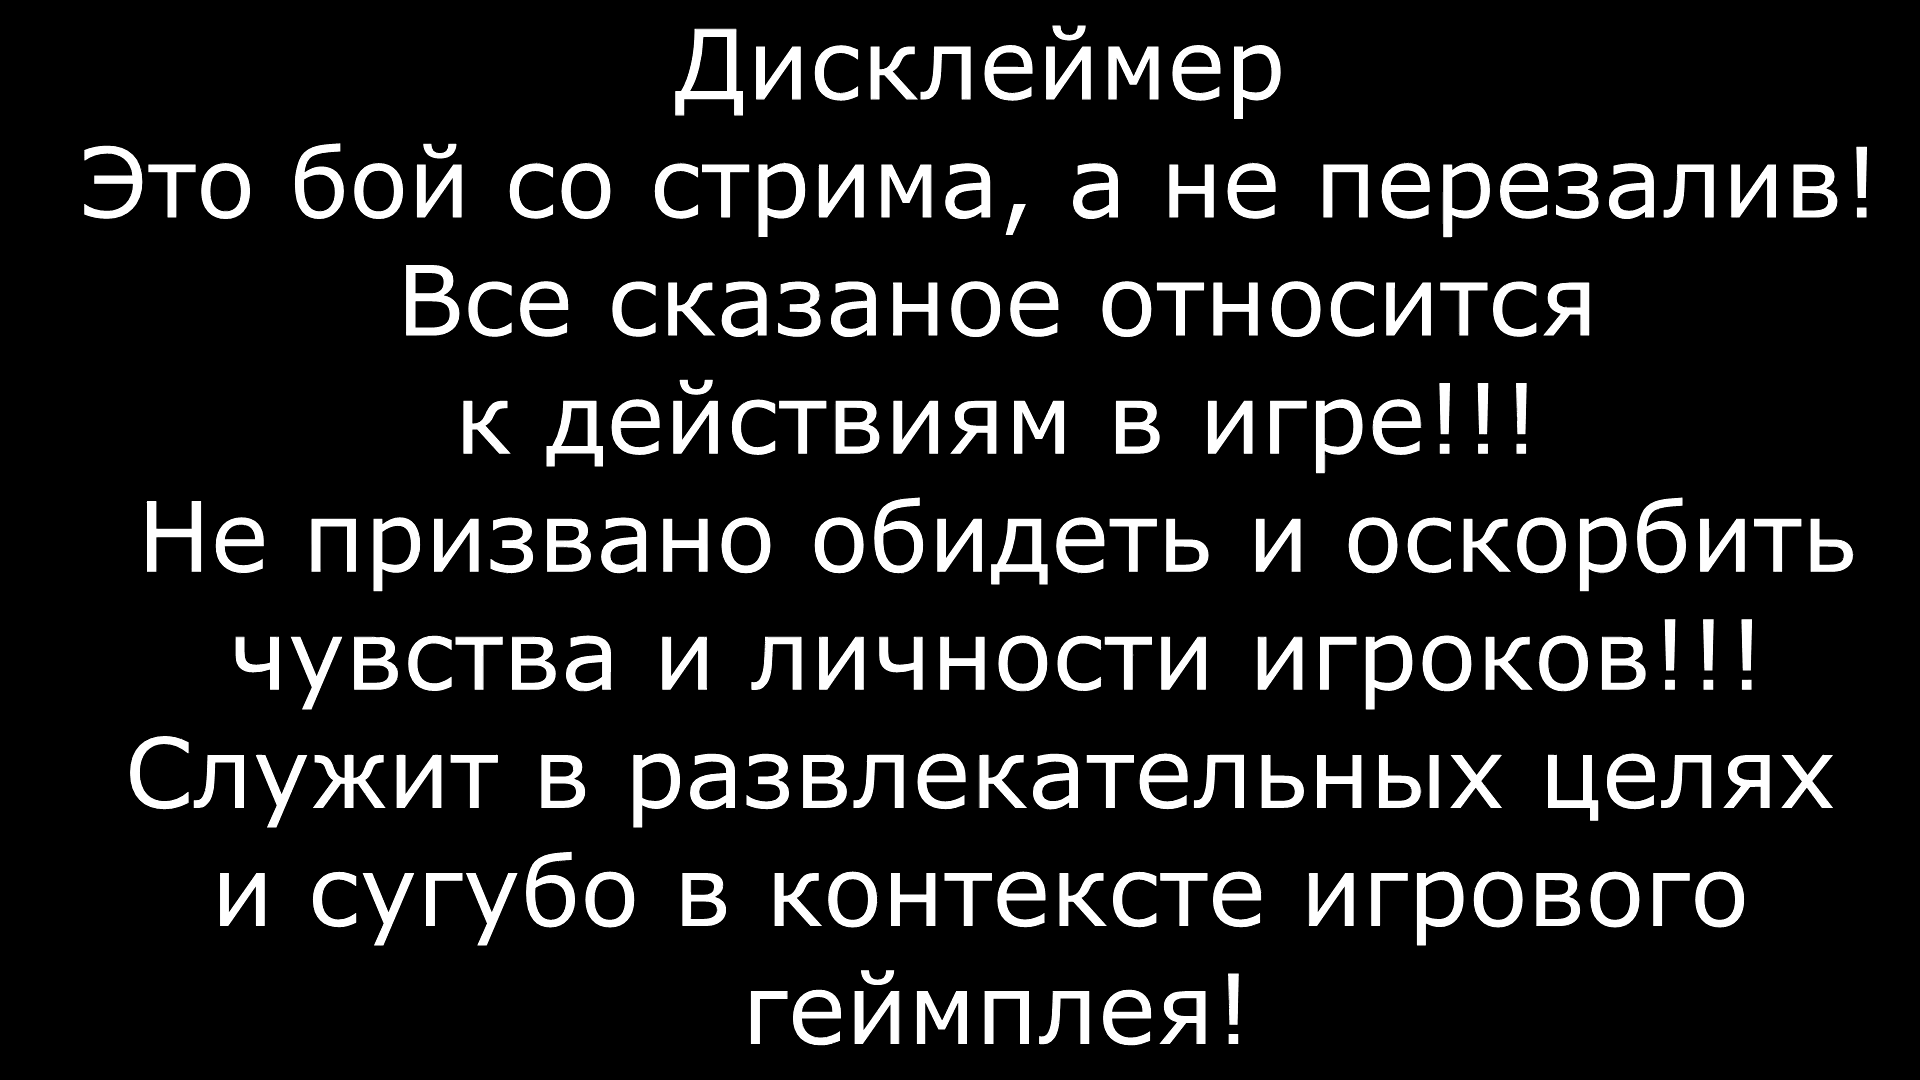 Дисклеймер
Это бой со стрима, а не перезалив!
Все сказаное относится
к действиям в игре!!!
Не призвано обидеть и оскорбить
чувства и личности игроков!!!
Служит в развлекательных целях
и сугубо в контексте игрового
геймплея!